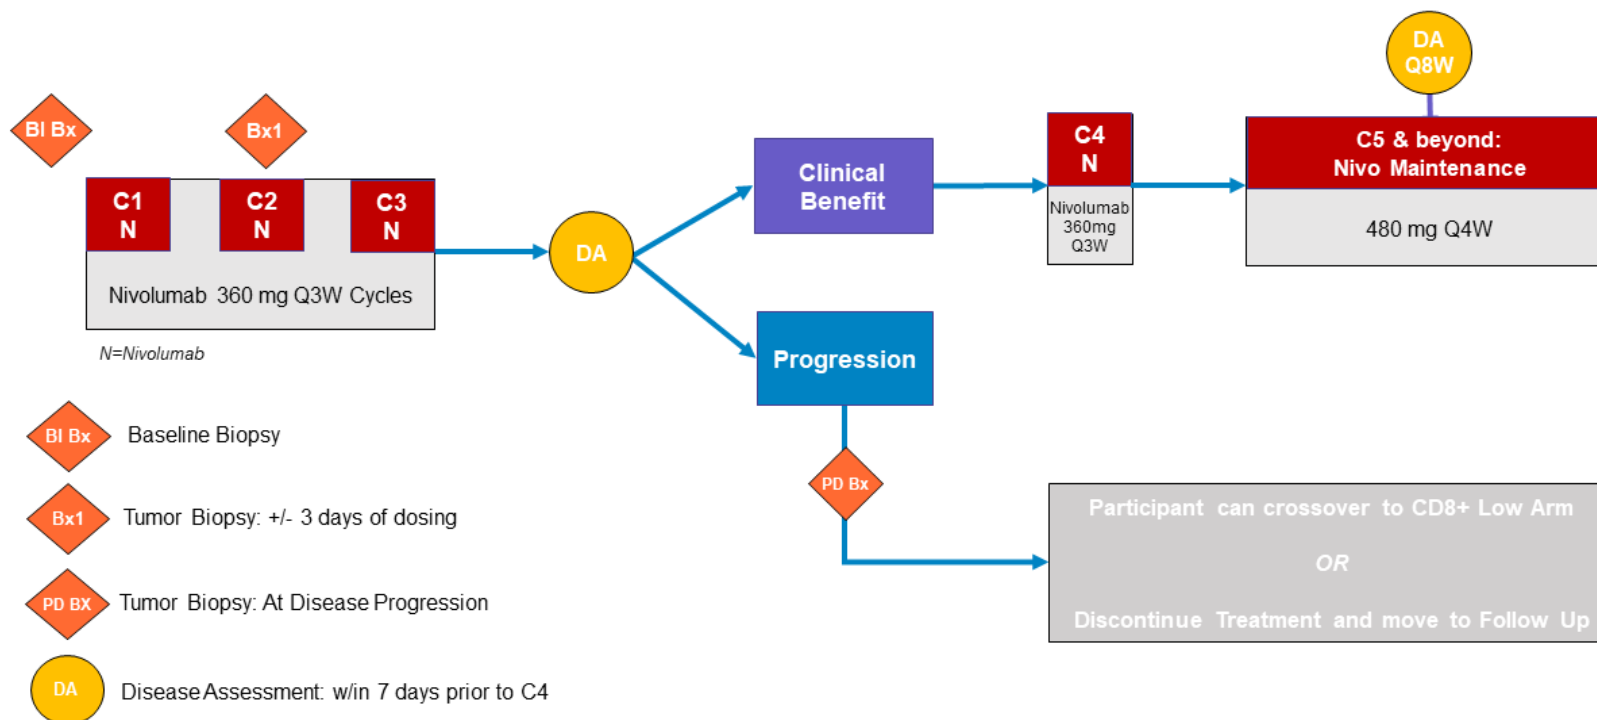 DA
Q8W
BI Bx
Bx1
C1
N
C2
N
C3
N
Nivolumab 360 mg Q3W Cycles
N=Nivolumab
DA
Clinical
Benefit
C4
N
Nivolumab
360mg
Q3W
C5 & beyond:
Nivo Maintenance
480 mg Q4W
Progression
PD Bx
Participant can crossover to CD8+ Low Arm
OR
Discontinue Treatment and move to Follow Up
BI Bx
Baseline Biopsy
Bx1
Tumor Biopsy: +/- 3 days of dosing
PD BX
Tumor Biopsy: At Disease Progression
DA
Disease Assessment: w/in 7 days prior to C4